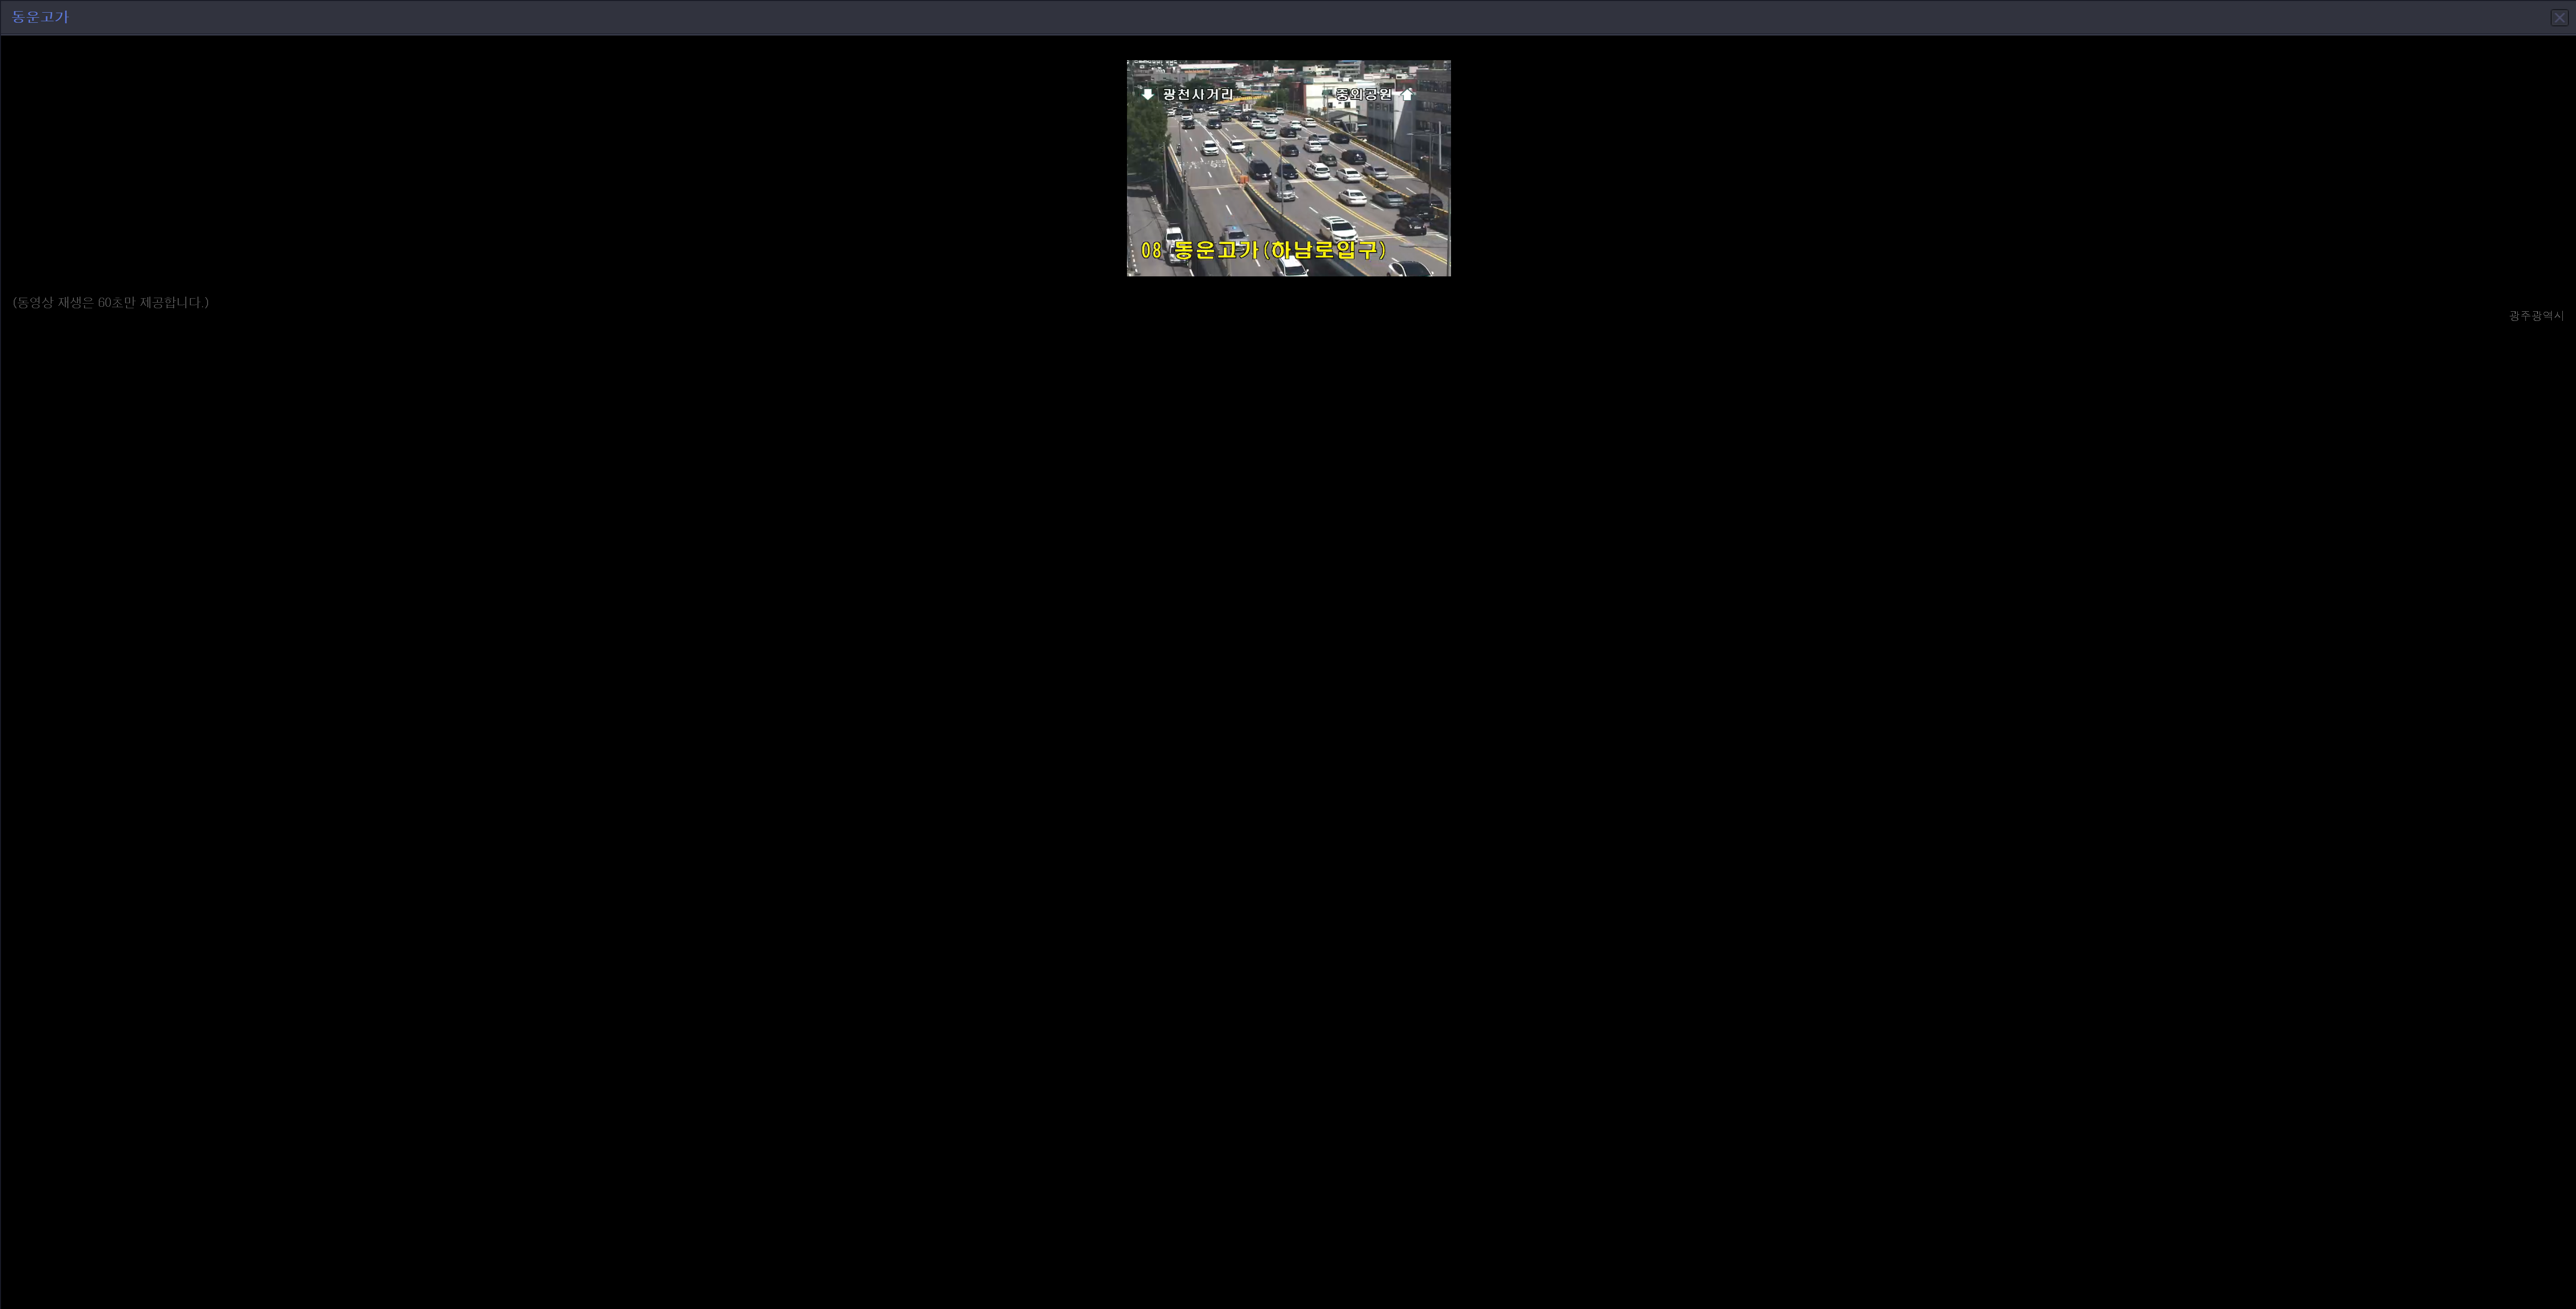 동운고가
광천사거리
중외공원
08 동운고가(하남로입구)
(동영상 재생은 60초만 제공합니다.)
광주광역시